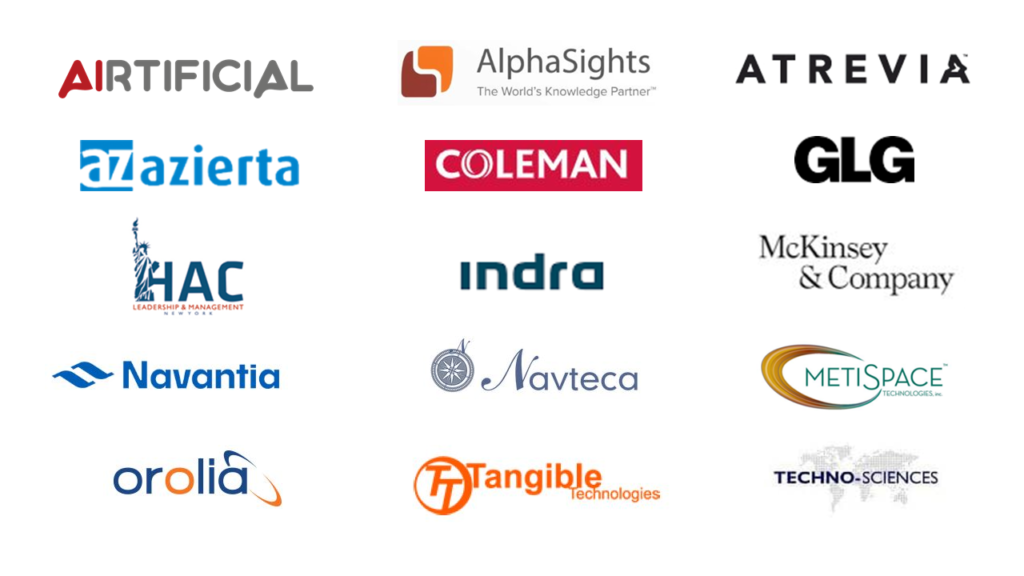 AIRTIFICIAL
AlphaSights
The World's Knowledge Partner™
ATREVIA™
az azierta
COLEMAN
GLG
HAC
LEADERSHIP & MANAGEMENT
NEW YORK
indra
McKinsey
& Company
Navantia
N
Navteca
METISPACE™
TECHNOLOGIES, INC.
orolia
TT Tangible
Technologies
TECHNO-SCIENCES